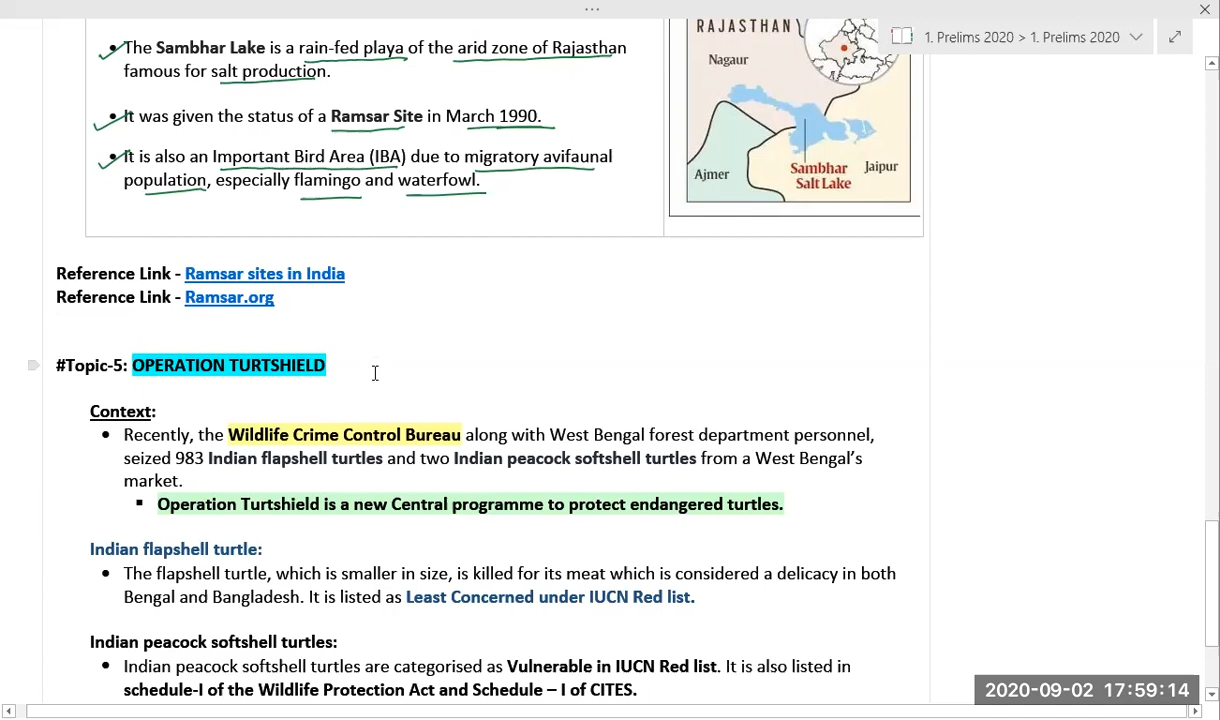 1. Prelims 2020 > 1. Prelims 2020
• The Sambhar Lake is a rain-fed playa of the arid zone of Rajasthan
famous for salt production.
• It was given the status of a Ramsar Site in March 1990.
• It is also an Important Bird Area (IBA) due to migratory avifaunal
population, especially flamingo and waterfowl.
RAJASTHAN
Nagaur
Ajmer
Sambhar
Salt Lake
Jaipur
Reference Link - Ramsar sites in India
Reference Link - Ramsar.org
#Topic-5: OPERATION TURTSHIELD
Context:
• Recently, the Wildlife Crime Control Bureau along with West Bengal forest department personnel,
seized 983 Indian flapshell turtles and two Indian peacock softshell turtles from a West Bengal’s
market.
▪ Operation Turtshield is a new Central programme to protect endangered turtles.
Indian flapshell turtle:
• The flapshell turtle, which is smaller in size, is killed for its meat which is considered a delicacy in both
Bengal and Bangladesh. It is listed as Least Concerned under IUCN Red list.
Indian peacock softshell turtles:
• Indian peacock softshell turtles are categorised as Vulnerable in IUCN Red list. It is also listed in
schedule-I of the Wildlife Protection Act and Schedule – I of CITES.
2020-09-02 17:59:14